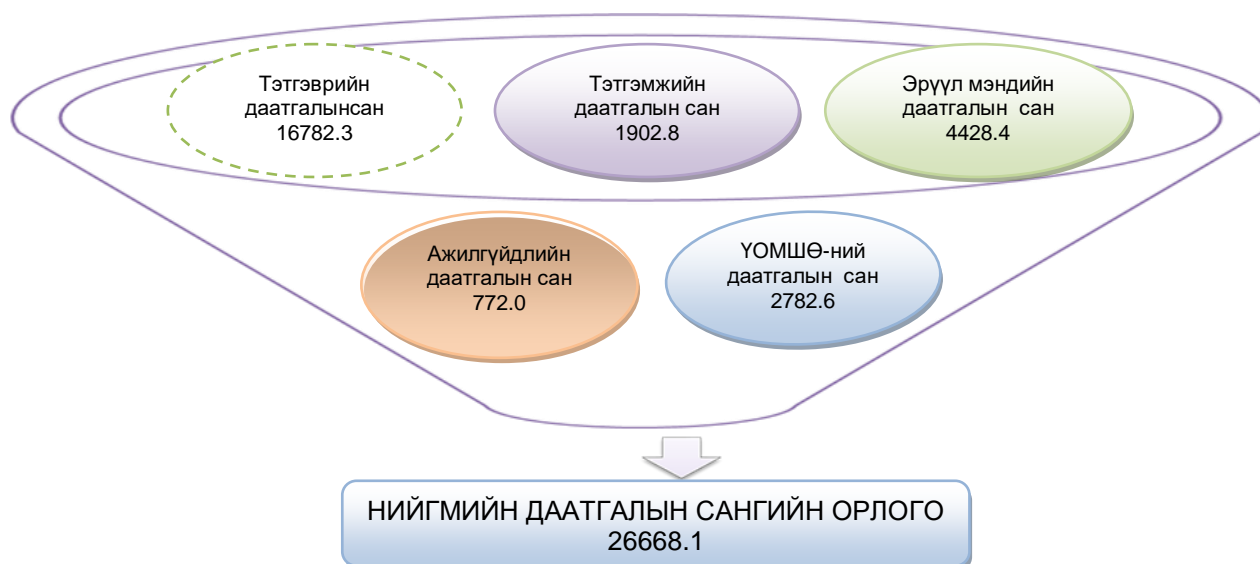 Тэтгэврийн
даатгалынсан
16782.3
Тэтгэмжийн
даатгалын сан
1902.8
Эрүүл мэндийн
даатгалын  сан
4428.4
Ажилгүйдлийн
даатгалын сан
772.0
ҮОМШӨ-ний
даатгалын  сан
2782.6
НИЙГМИЙН ДААТГАЛЫН САНГИЙН ОРЛОГО
26668.1